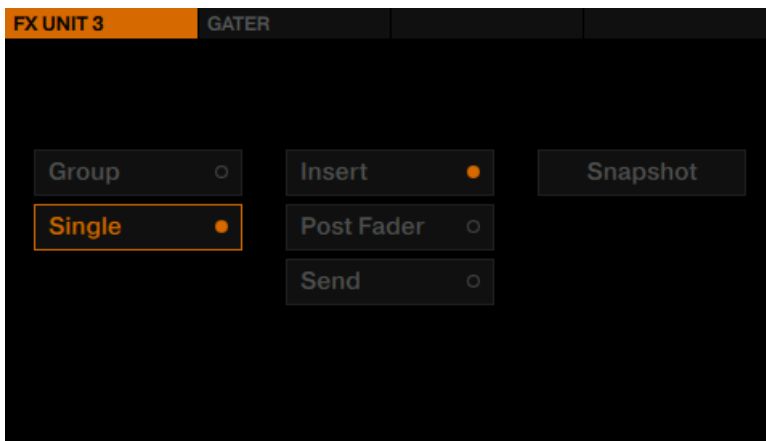 FX UNIT 3 GATER
Group Insert Snapshot
Single Post Fader
Send